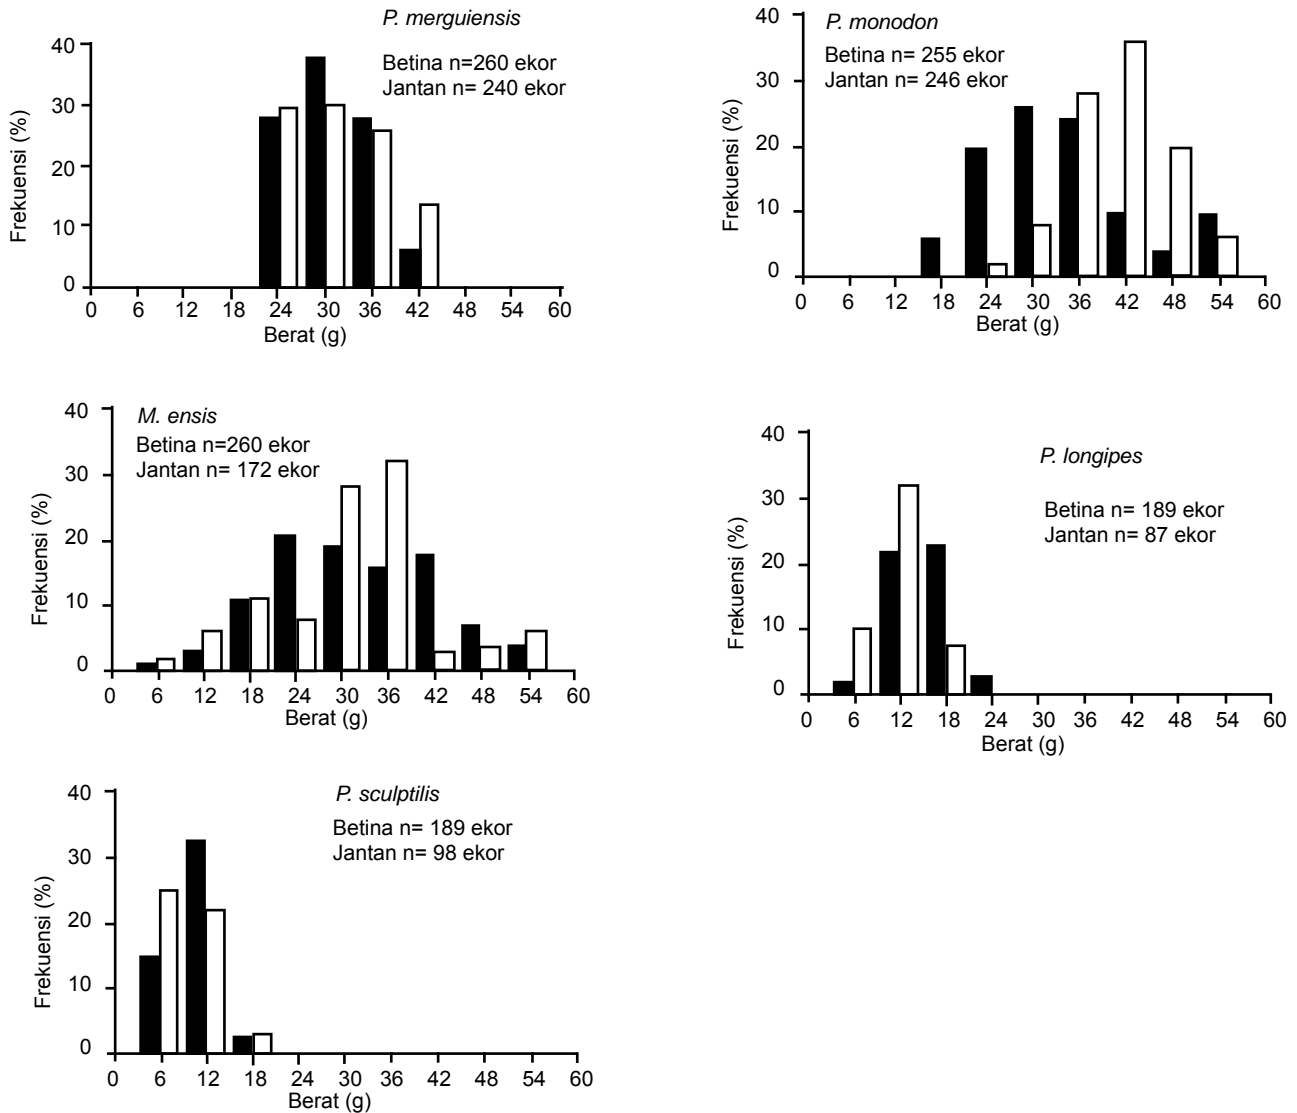 P. merguiensis
Betina n=260 ekor
Jantan n= 240 ekor
Frekuensi (%)
40
30
20
10
0
0 6 12 18 24 30 36 42 48 54 60
Berat (g)
P. monodon
Betina n= 255 ekor
Jantan n= 246 ekor
Frekuensi (%)
40
30
20
10
0
0 6 12 18 24 30 36 42 48 54 60
Berat (g)
M. ensis
Betina n=260 ekor
Jantan n= 172 ekor
Frekuensi (%)
40
30
20
10
0
0 6 12 18 24 30 36 42 48 54 60
Berat (g)
P. longipes
Betina n= 189 ekor
Jantan n= 87 ekor
Frekuensi (%)
40
30
20
10
0
0 6 12 18 24 30 36 42 48 54 60
Berat (g)
P. sculptilis
Betina n= 189 ekor
Jantan n= 98 ekor
Frekuensi (%)
40
30
20
10
0
0 6 12 18 24 30 36 42 48 54 60
Berat (g)